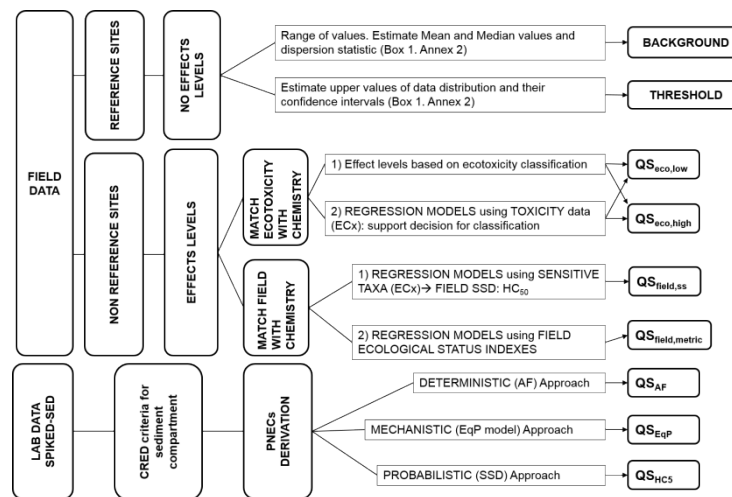 FIELD
DATA
REFERENCE SITES
NO EFFECTS
LEVELS
Range of values. Estimate Mean and Median values and
dispersion statistic (Box 1. Annex 2)
BACKGROUND
Estimate upper values of data distribution and their
confidence intervals (Box 1. Annex 2)
THRESHOLD
NON REFERENCE SITES
EFFECTS LEVELS
MATCH
ECOTOXICITY
WITH
CHEMISTRY
1) Effect levels based on ecotoxicity classification
QSeco,low
2) REGRESSION MODELS using TOXICITY data
(ECx): support decision for classification
QSeco,high
MATCH FIELD
WITH
CHEMISTRY
1) REGRESSION MODELS using SENSITIVE
TAXA (ECx)→ FIELD SSD: HC50
QSfield,ss
2) REGRESSION MODELS using FIELD
ECOLOGICAL STATUS INDEXES
QSfield,metric
LAB DATA
SPIKED-SED
CRED criteria for
sediment
compartment
PNECs
DERIVATION
DETERMINISTIC (AF) Approach
QSAF
MECHANISTIC (EqP model) Approach
QSEqP
PROBABILISTIC (SSD) Approach
QSHC5